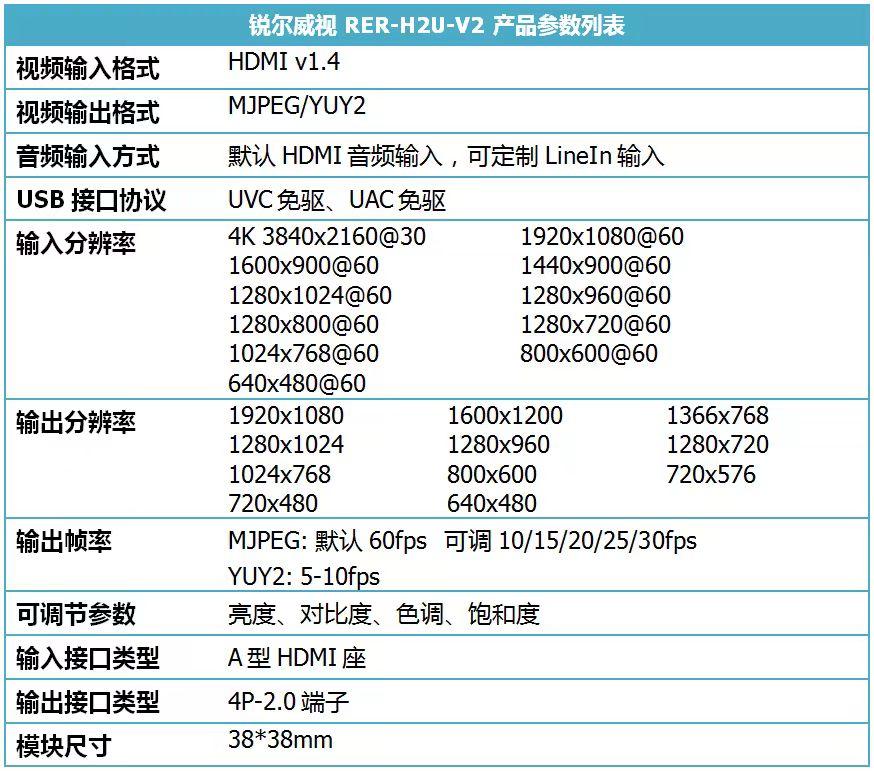 锐尔威视 RER-H2U-V2 产品参数列表
视频输入格式 HDMI v1.4
视频输出格式 MJPEG/YUY2
音频输入方式 默认 HDMI 音频输入，可定制 LineIn 输入
USB 接口协议 UVC 免驱、UAC 免驱
输入分辨率 4K 3840x2160@30 1920x1080@60
1600x900@60 1440x900@60
1280x1024@60 1280x960@60
1280x800@60 1280x720@60
1024x768@60 800x600@60
640x480@60
输出分辨率 1920x1080 1600x1200 1366x768
1280x1024 1280x960 1280x720
1024x768 800x600 720x576
720x480 640x480
输出帧率 MJPEG: 默认 60fps 可调 10/15/20/25/30fps
YUY2: 5-10fps
可调节参数 亮度、对比度、色调、饱和度
输入接口类型 A 型 HDMI 座
输出接口类型 4P-2.0 端子
模块尺寸 38*38mm